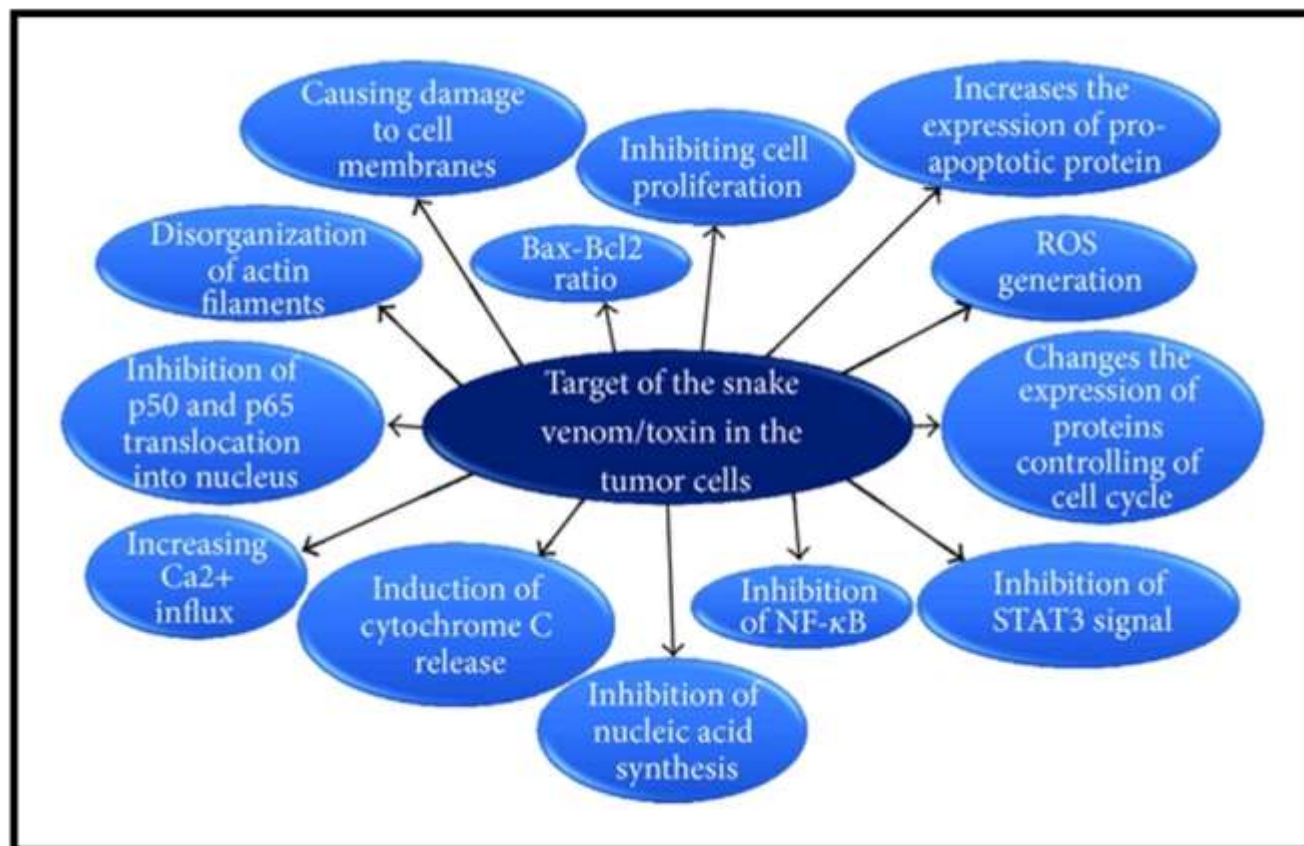 Causing damage
to cell
membranes
Inhibiting cell
proliferation
Increases the
expression of pro-
apoptotic protein
Disorganization
of actin
filaments
Bax-Bcl2
ratio
ROS
generation
Inhibition of
p50 and p65
translocation
into nucleus
Target of the snake
venom/toxin in the
tumor cells
Changes the
expression of
proteins
controlling of
cell cycle
Increasing
Ca2+
influx
Induction of
cytochrome C
release
Inhibition of
nucleic acid
synthesis
Inhibition
of NF-κB
Inhibition of
STAT3 signal